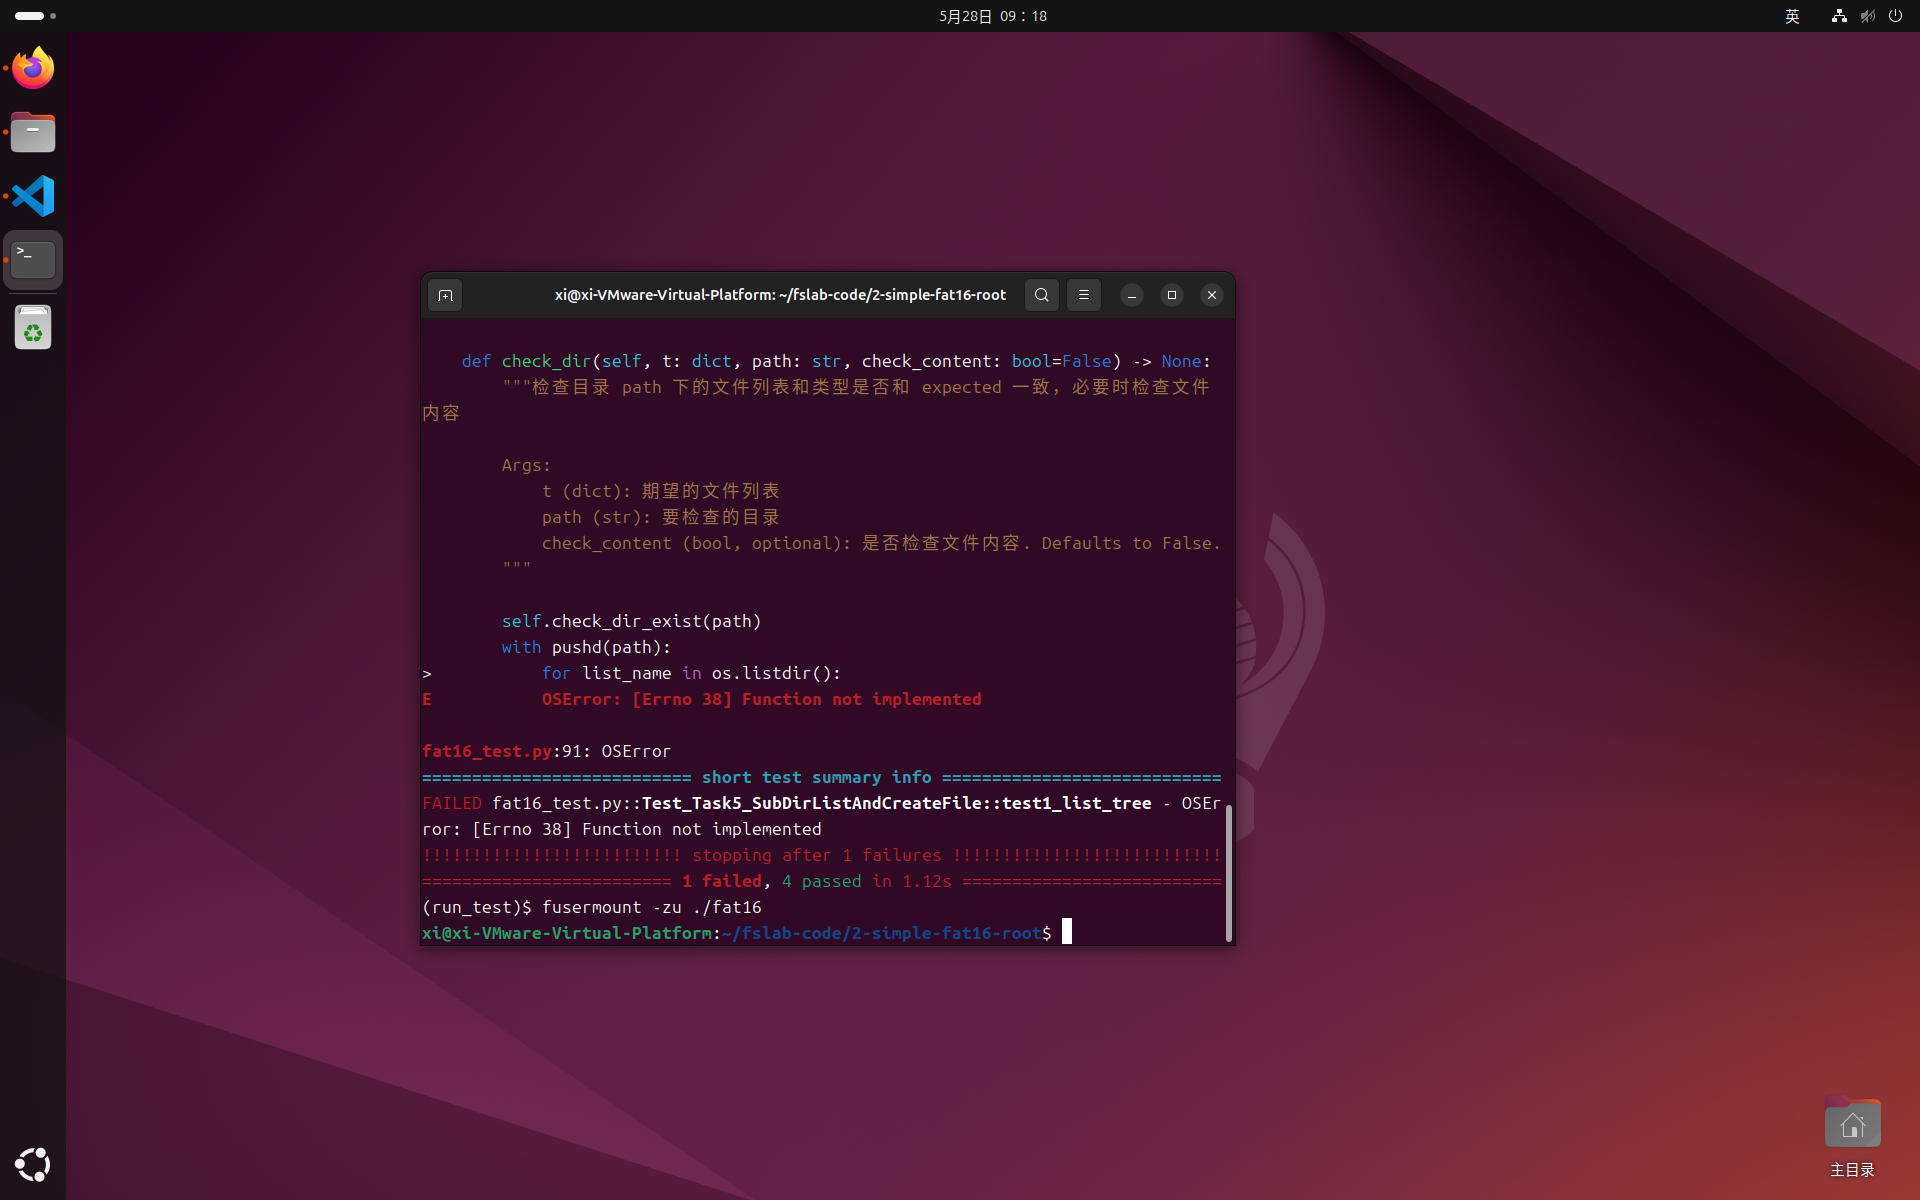 5月28日 09：18
英
xi@xi-VMware-Virtual-Platform: ~/fslab-code/2-simple-fat16-root
def check_dir(self, t: dict, path: str, check_content: bool=False) -> None:
"""检查目录 path 下的文件列表和类型是否和 expected 一致，必要时检查文件
内容
Args:
t (dict): 期望的文件列表
path (str): 要检查的目录
check_content (bool, optional): 是否检查文件内容. Defaults to False.
"""
self.check_dir_exist(path)
with pushd(path):
> for list_name in os.listdir():
E OSError: [Errno 38] Function not implemented
fat16_test.py:91: OSError
=========================== short test summary info ============================
FAILED fat16_test.py::Test_Task5_SubDirListAndCreateFile::test1_list_tree - OSEr
ror: [Errno 38] Function not implemented
!!!!!!!!!!!!!!!!!!!!!!!!!! stopping after 1 failures !!!!!!!!!!!!!!!!!!!!!!!!!!!
========================= 1 failed, 4 passed in 1.12s ==========================
(run_test)$ fusermount -zu ./fat16
xi@xi-VMware-Virtual-Platform:~/fslab-code/2-simple-fat16-root$
主目录